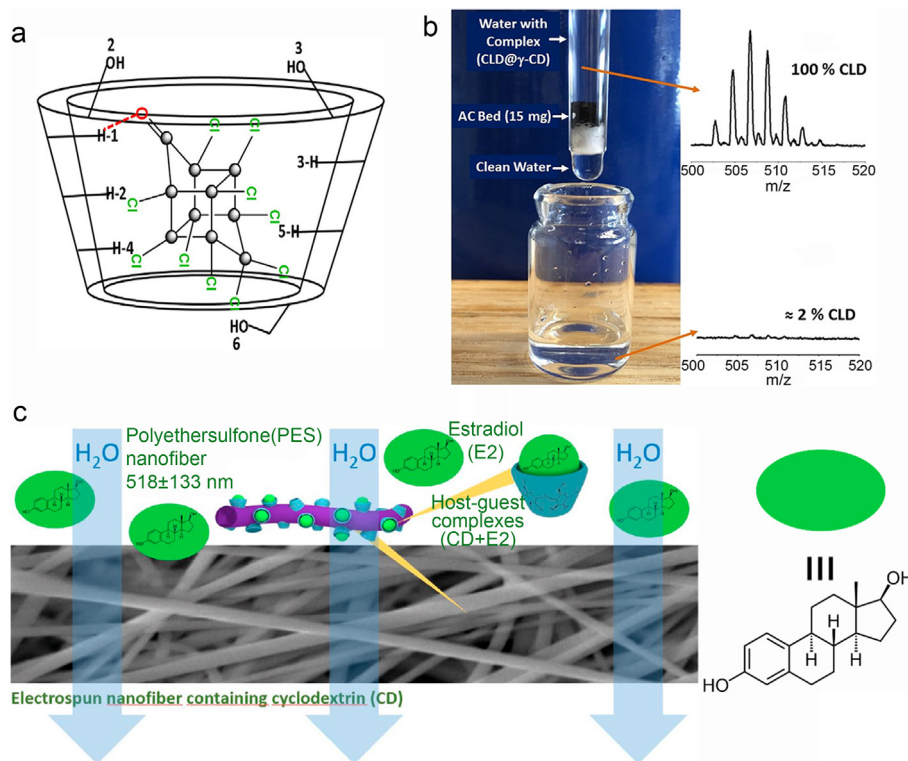 a
2
OH
3
HO
O
H-1
Cl
Cl
3-H
H-2
Cl
Cl
Cl
5-H
H-4
Cl
Cl
Cl
Cl
Cl
HO
6
b
Water with
Complex
(CLD@γ-CD)
AC Bed (15 mg)
Clean Water
100 % CLD
500 505 510 515 520
m/z
≈ 2 % CLD
500 505 510 515 520
m/z
c
H2O
Polyethersulfone(PES)
nanofiber
518±133 nm
H2O
Estradiol
(E2)
Host-guest
complexes
(CD+E2)
H2O
Electrospun nanofiber containing cyclodextrin (CD)
OH
H
H
H
HO